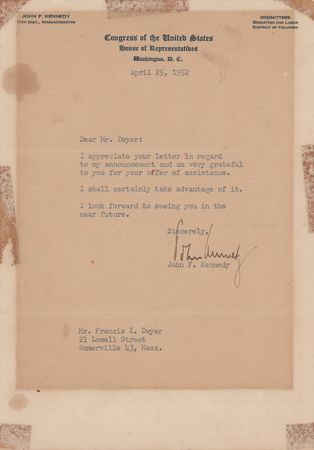 JOHN F. KENNEDY
11TH DIST., MASSACHUSETTS
COMMITTEES:
EDUCATION AND LABOR
DISTRICT OF COLUMBIA
Congress of the United States
House of Representatives
Washington, D. C.
April 25, 1952
Dear Mr. Dwyer:
I appreciate your letter in regard
to my announcement and am very grateful
to you for your offer of assistance.
I shall certainly take advantage of it.
I look forward to seeing you in the
near future.
Sincerely,
John Kennedy
John F. Kennedy
Mr. Francis X. Dwyer
21 Lowell Street
Somerville 43, Mass.